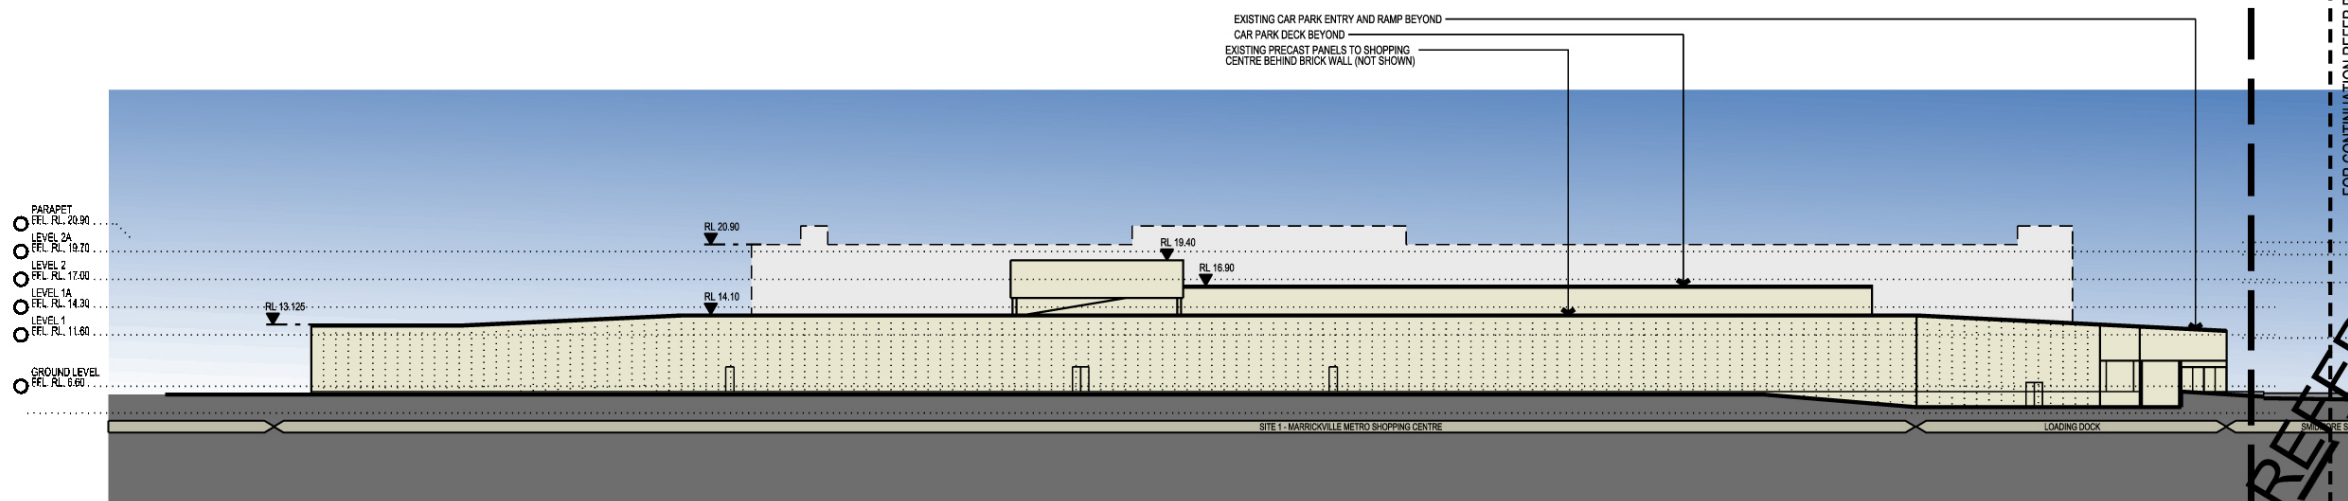 EXISTING CAR PARK ENTRY AND RAMP BEYOND
CAR PARK DECK BEYOND
EXISTING PRECAST PANELS TO SHOPPING
CENTRE BEHIND BRICK WALL (NOT SHOWN)
PARAPET
FFL RL. 20.90
LEVEL 2A
FFL RL. 19.70
LEVEL 2
FFL RL. 17.00
LEVEL 1A
FFL RL. 14.30
LEVEL 1
FFL RL. 11.60
GROUND LEVEL
FFL RL. 6.60
RL 13.125
RL 20.90
RL 14.10
RL 19.40
RL 16.90
SITE 1 - MARRICKVILLE METRO SHOPPING CENTRE
LOADING DOCK
FOR CONTINUATION REFER
REFER